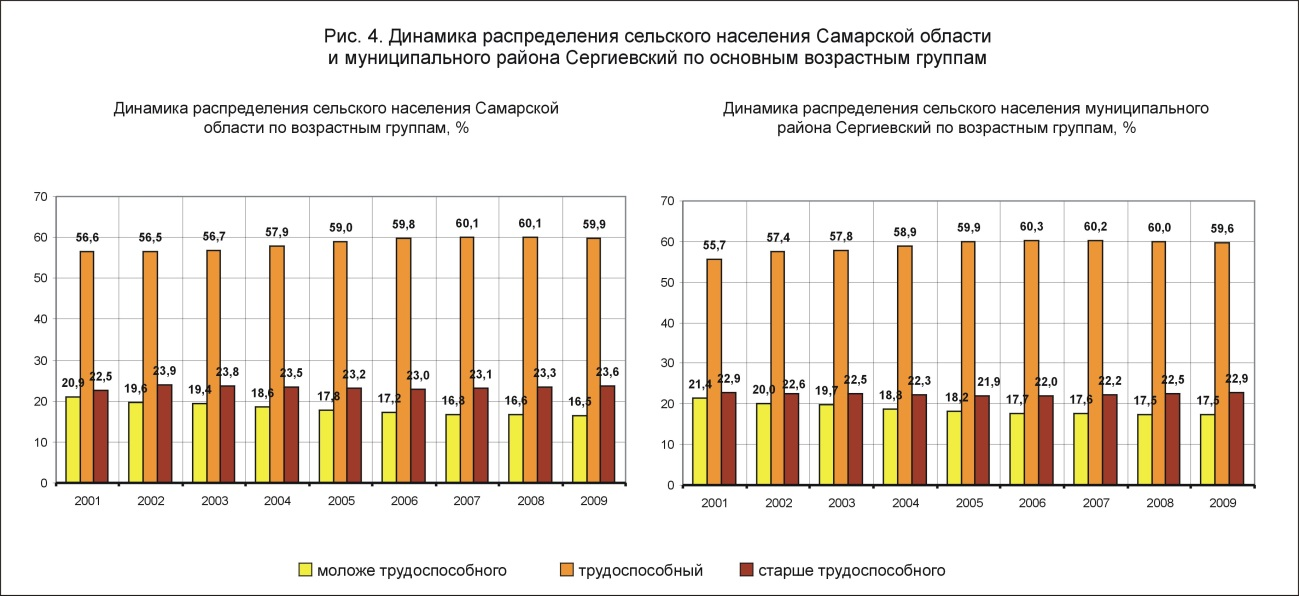 Рис. 4. Динамика распределения сельского населения Самарской области
и муниципального района Сергиевский по основным возрастным группам
Динамика распределения сельского населения Самарской
области по возрастным группам, %
70
60
50
40
30
20
10
0
56,6 56,5 56,7 57,9 59,0 59,8 60,1 60,1 59,9
20,9 22,5 19,6 23,9 19,4 23,8 18,6 23,5 17,8 23,2 17,2 23,0 16,8 23,1 16,6 23,3 16,5 23,6
2001 2002 2003 2004 2005 2006 2007 2008 2009
Динамика распределения сельского населения муниципального
района Сергиевский по возрастным группам, %
70
60
50
40
30
20
10
0
55,7 57,4 57,8 58,9 59,9 60,3 60,2 60,0 59,6
21,4 22,9 20,0 22,6 19,7 22,5 18,8 22,3 18,2 21,9 17,7 22,0 17,6 22,2 17,5 22,5 17,5 22,9
2001 2002 2003 2004 2005 2006 2007 2008 2009
моложе трудоспособного трудоспособный старше трудоспособного